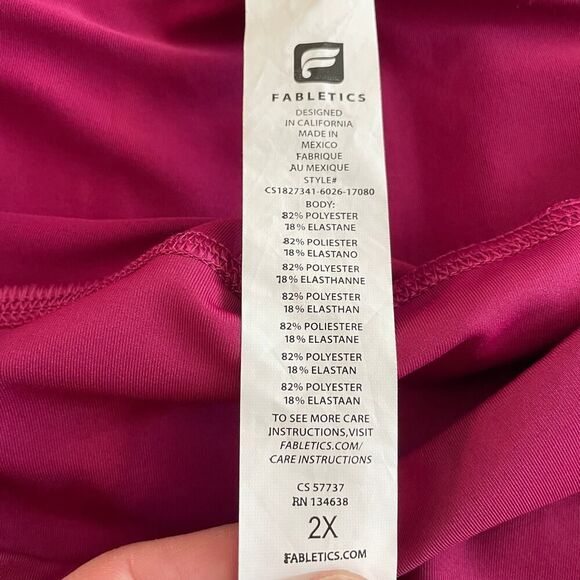 FABLETICS
DESIGNED
IN CALIFORNIA
MADE IN
MEXICO
FABRIQUE
AU MEXIQUE
STYLE#
CS1827341-6026-17080
BODY:
82% POLYESTER
18% ELASTANE
82% POLIESTER
18% ELASTANO
82% POLYESTER
18% ELASTHANNE
82% POLYESTER
18% ELASTHAN
82% POLIESTERE
18% ELASTANE
82% POLYESTER
18% ELASTAN
82% POLYESTER
18% ELASTAAN
TO SEE MORE CARE
INSTRUCTIONS,VISIT
FABLETICS.COM/
CARE INSTRUCTIONS
CS 57737
RN 134638
2X
FABLETICS.COM